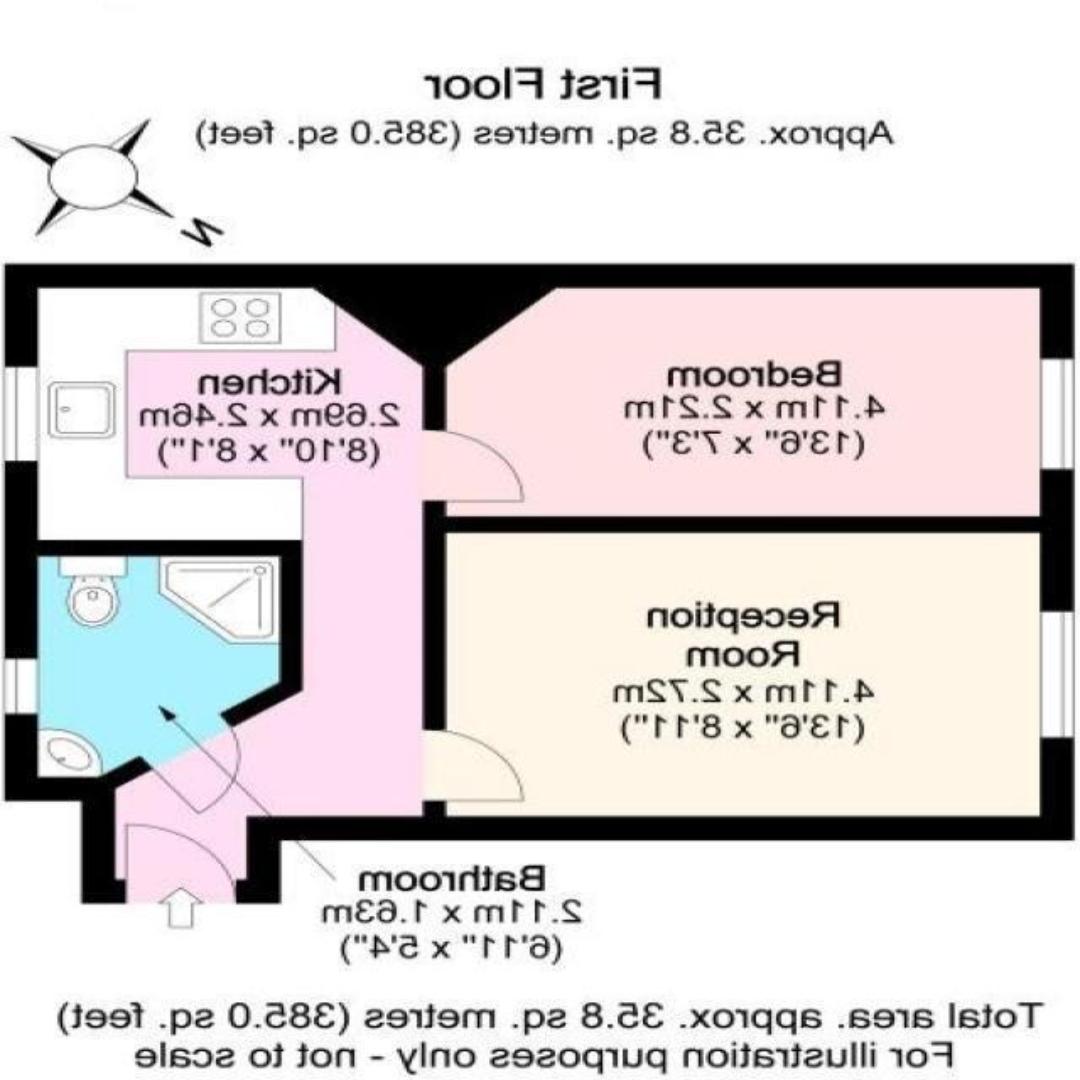 First Floor
Approx. 35.8 sq. metres (385.0 sq. feet)
N
Kitchen
2.69m x 2.46m
(8'10" x 8'1")
Bedroom
4.11m x 2.21m
(13'6" x 7'3")
Reception
Room
4.11m x 2.72m
(13'6" x 8'11")
Bathroom
2.11m x 1.63m
(6'11" x 5'4")
Total area. approx. 35.8 sq. metres (385.0 sq. feet)
For illustration purposes only - not to scale